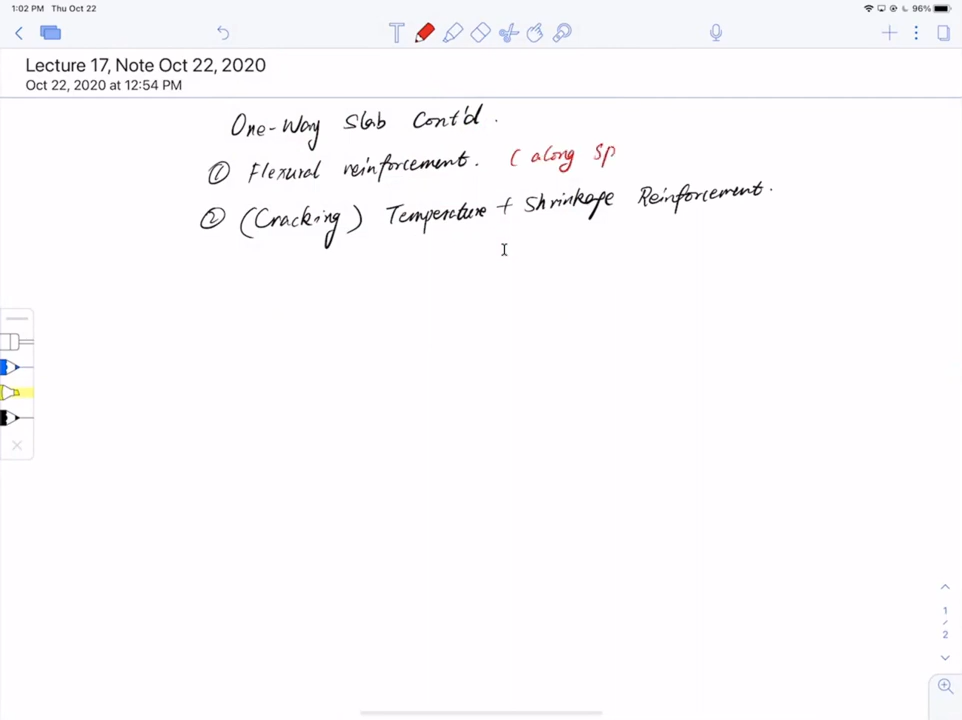 1:02 PM Thu Oct 22
96%
T
Lecture 17, Note Oct 22, 2020
Oct 22, 2020 at 12:54 PM
One-Way Slab Cont'd.
① Flexural reinforcement. ( along sp
② (Cracking) Temperature + Shrinkage Reinforcement.
1
/
2